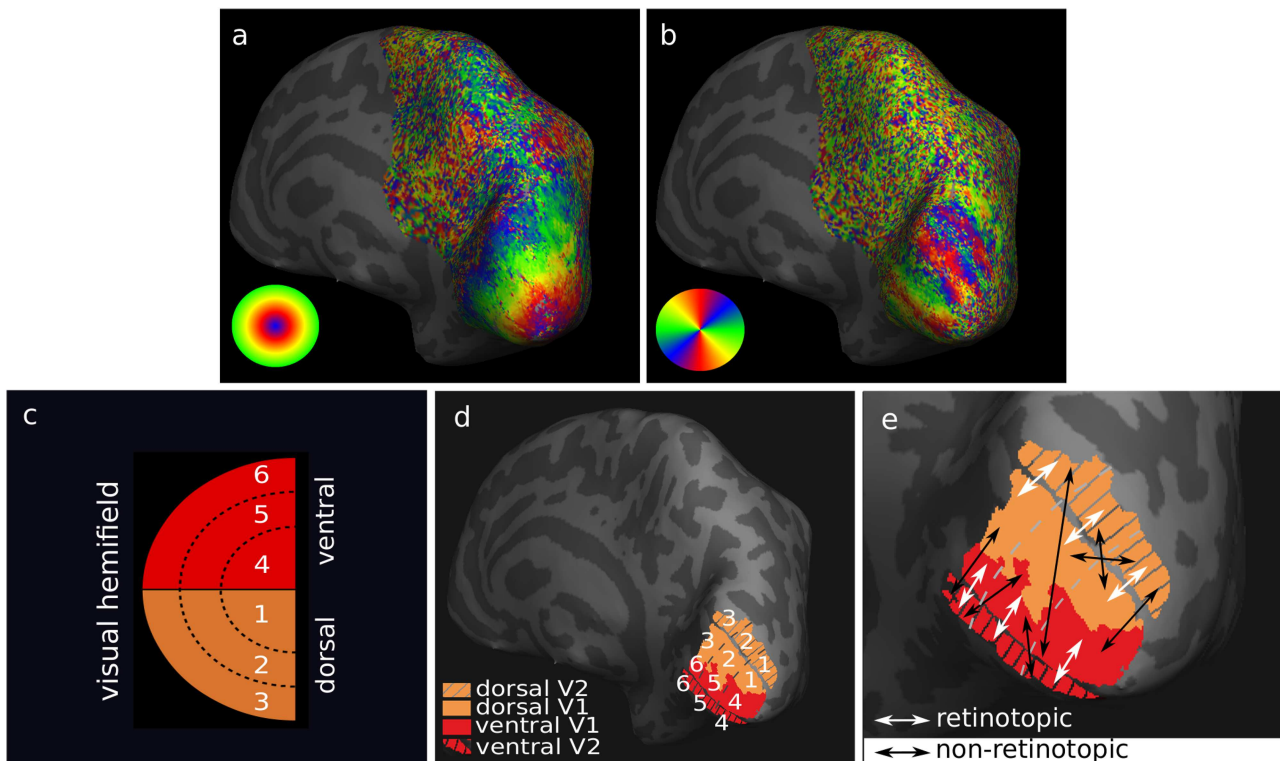 a
b
c
visual hemifield
6
5
4
1
2
3
ventral
dorsal
d
3
3
2
2
1
6
1
6
5
4
5
4
dorsal V2
dorsal V1
ventral V1
ventral V2
e
retinotopic
non-retinotopic